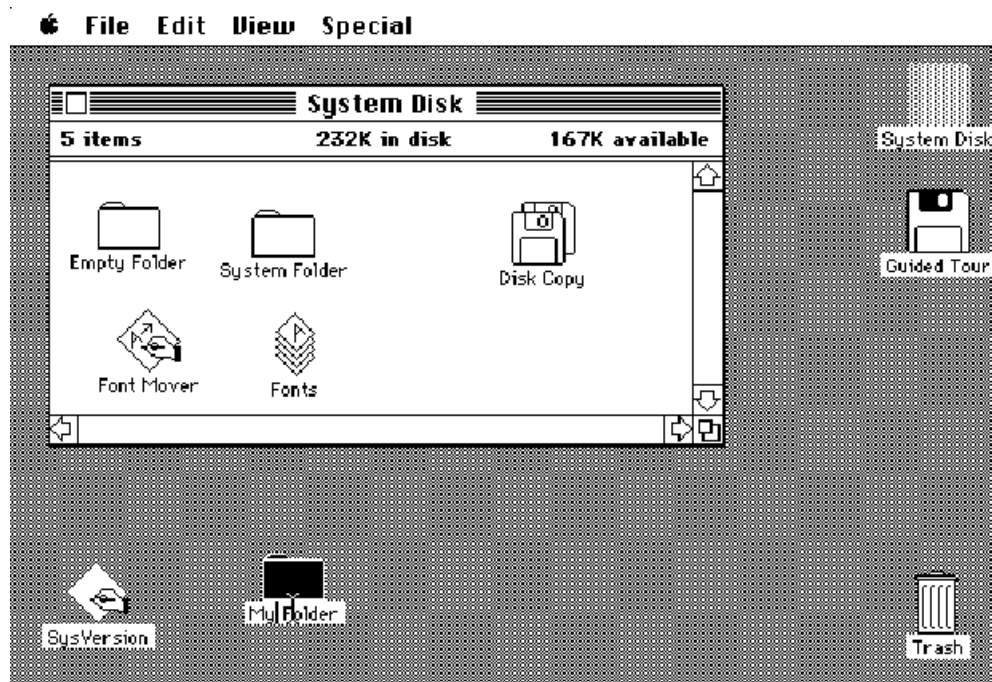 File Edit View Special
System Disk
5 items 232K in disk 167K available
Empty Folder
System Folder
Disk Copy
Font Mover
Fonts
System Disk
Guided Tour
SysVersion
My Folder
Trash